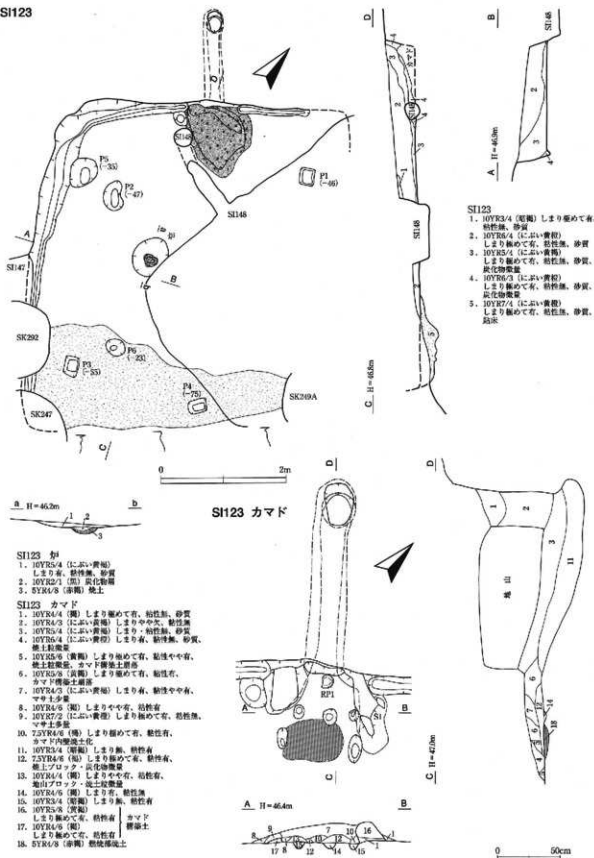 SI123
D
B
SI148
カマド
SI148
A H=46.9m
SI148
C H=46.8m
P5
(-35)
P2
(-47)
P1
(-46)
SI148
SI148
A
B
SI147
SK292
P6
(-23)
P3
(-35)
P4
(-75)
SK247
SK249A
C
0 2m
SI123
1. 10YR3/4 (暗褐) しまり極めて有、
粘性無、砂質
2. 10YR6/4 (にぶい黄橙)
しまり極めて有、粘性無、砂質
3. 10YR5/4 (にぶい黄褐)
しまり極めて有、粘性無、砂質、
炭化物微量
4. 10YR6/3 (にぶい黄橙)
しまり極めて有、粘性無、砂質、
炭化物微量
5. 10YR7/4 (にぶい黄橙)
しまり極めて有、粘性無、砂質、
貼床
a H=46.2m b
1 2
3
SI123 炉
1. 10YR5/4 (にぶい黄褐)
しまり有、粘性無、砂質
2. 10YR2/1 (黒) 炭化物層
3. 5YR4/8 (赤褐) 焼土
SI123 カマド
1. 10YR4/4 (褐) しまり極めて有、粘性無、砂質
2. 10YR4/3 (にぶい黄褐) しまりやや欠、粘性無
3. 10YR5/4 (にぶい黄褐) しまり・粘性無、砂質
4. 10YR6/4 (にぶい黄橙) しまり有、粘性無、砂質、
焼土粒微量
5. 10YR5/6 (黄褐) しまり極めて有、粘性やや有、
焼土粒微量、カマド構築土崩落
6. 10YR5/8 (黄褐) しまり極めて有、粘性有、
カマド構築土崩落
7. 10YR4/3 (にぶい黄褐) しまり有、粘性やや有、
マサ土少量
8. 10YR4/6 (褐) しまりやや有、粘性有
9. 10YR7/2 (にぶい黄橙) しまり極めて有、粘性無、
マサ土多量
10. 7.5YR4/6 (褐) しまり極めて有、粘性有、
カマド内壁焼土化
11. 10YR3/4 (暗褐) しまり無、粘性有
12. 7.5YR4/6 (褐) しまり極めて有、粘性有、
焼土ブロック・炭化物微量
13. 10YR4/4 (褐) しまりやや有、粘性有、
地山ブロック・焼土粒微量
14. 10YR4/6 (褐) しまり有、粘性無
15. 10YR3/4 (暗褐) しまり無、粘性有
16. 10YR5/8 (黄褐)
しまり極めて有、粘性有
17. 10YR4/6 (褐)
しまり極めて有、粘性有
カマド
構築土
18. 5YR4/8 (赤褐) 燃焼部焼土
SI123 カマド
D
RP1
S1
A
B
C
A H=46.4m B
D
地山
C H=47.0m
0 50cm